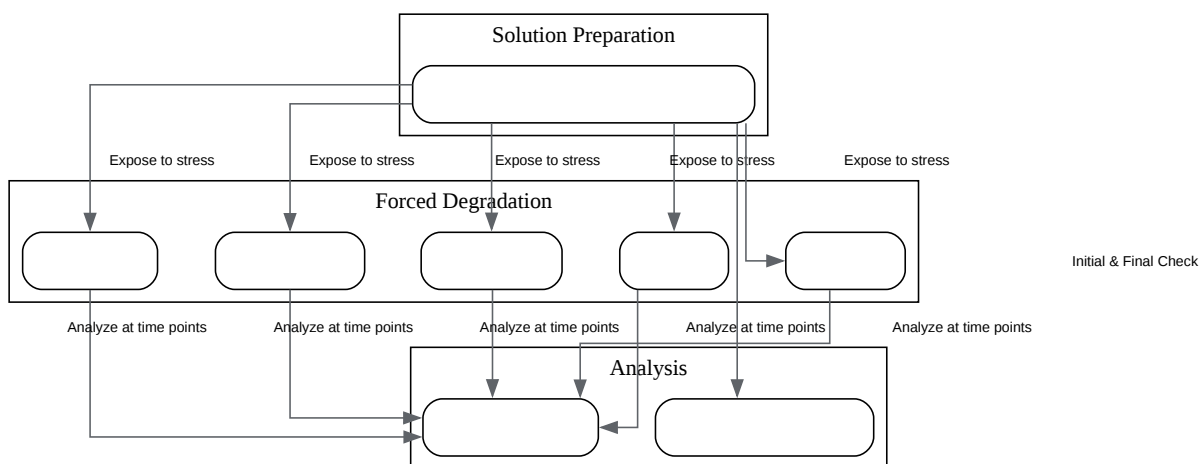 Solution Preparation
Expose to stress
Expose to stress
Expose to stress
Expose to stress
Expose to stress
Forced Degradation
Initial & Final Check
Analyze at time points
Analyze at time points
Analyze at time points
Analyze at time points
Analyze at time points
Analysis